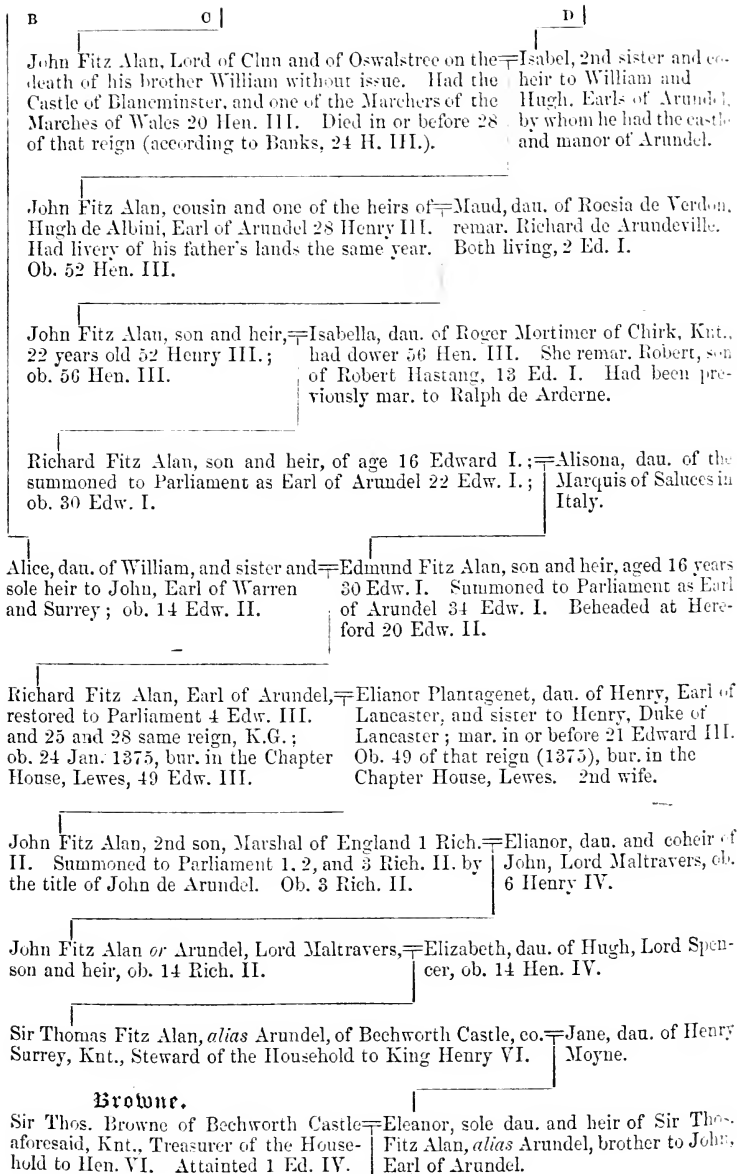 B C D
John Fitz Alan, Lord of Clun and of Oswalstree on the
death of his brother William without issue. Had the
Castle of Blancminster, and one of the Marchers of the
Marches of Wales 20 Hen. III. Died in or before 28
of that reign (according to Banks, 24 H. III.).
Isabel, 2nd sister and co-
heir to William and
Hugh, Earls of Arundel,
by whom he had the castle
and manor of Arundel.
John Fitz Alan, cousin and one of the heirs of
Hugh de Albini, Earl of Arundel 28 Henry III.
Had livery of his father's lands the same year.
Ob. 52 Hen. III.
Maud, dau. of Roesia de Verdon,
remar. Richard de Arundeville.
Both living, 2 Ed. I.
John Fitz Alan, son and heir,
22 years old 52 Henry III.;
ob. 56 Hen. III.
Isabella, dau. of Roger Mortimer of Chirk, Knt.,
had dower 56 Hen. III. She remar. Robert, son
of Robert Hastang, 13 Ed. I. Had been pre-
viously mar. to Ralph de Arderne.
Richard Fitz Alan, son and heir, of age 16 Edward I.;
summoned to Parliament as Earl of Arundel 22 Edw. I.;
ob. 30 Edw. I.
Alisona, dau. of the
Marquis of Saluces in
Italy.
Alice, dau. of William, and sister and
sole heir to John, Earl of Warren
and Surrey; ob. 14 Edw. II.
Edmund Fitz Alan, son and heir, aged 16 years
30 Edw. I. Summoned to Parliament as Earl
of Arundel 34 Edw. I. Beheaded at Here-
ford 20 Edw. II.
Richard Fitz Alan, Earl of Arundel,
restored to Parliament 4 Edw. III.
and 25 and 28 same reign, K.G.;
ob. 24 Jan. 1375, bur. in the Chapter
House, Lewes, 49 Edw. III.
Elianor Plantagenet, dau. of Henry, Earl of
Lancaster, and sister to Henry, Duke of
Lancaster; mar. in or before 21 Edward III.
Ob. 49 of that reign (1375), bur. in the
Chapter House, Lewes. 2nd wife.
John Fitz Alan, 2nd son, Marshal of England 1 Rich.
II. Summoned to Parliament 1, 2, and 3 Rich. II. by
the title of John de Arundel. Ob. 3 Rich. II.
Elianor, dau. and coheir of
John, Lord Maltravers, ob.
6 Henry IV.
John Fitz Alan or Arundel, Lord Maltravers,
son and heir, ob. 14 Rich. II.
Elizabeth, dau. of Hugh, Lord Spen-
cer, ob. 14 Hen. IV.
Sir Thomas Fitz Alan, alias Arundel, of Bechworth Castle, co.
Surrey, Knt., Steward of the Household to King Henry VI.
Jane, dau. of Henry
Moyne.
Browne.
Sir Thos. Browne of Bechworth Castle
aforesaid, Knt., Treasurer of the House-
hold to Hen. VI. Attainted 1 Ed. IV.
Eleanor, sole dau. and heir of Sir Thos.
Fitz Alan, alias Arundel, brother to John,
Earl of Arundel.